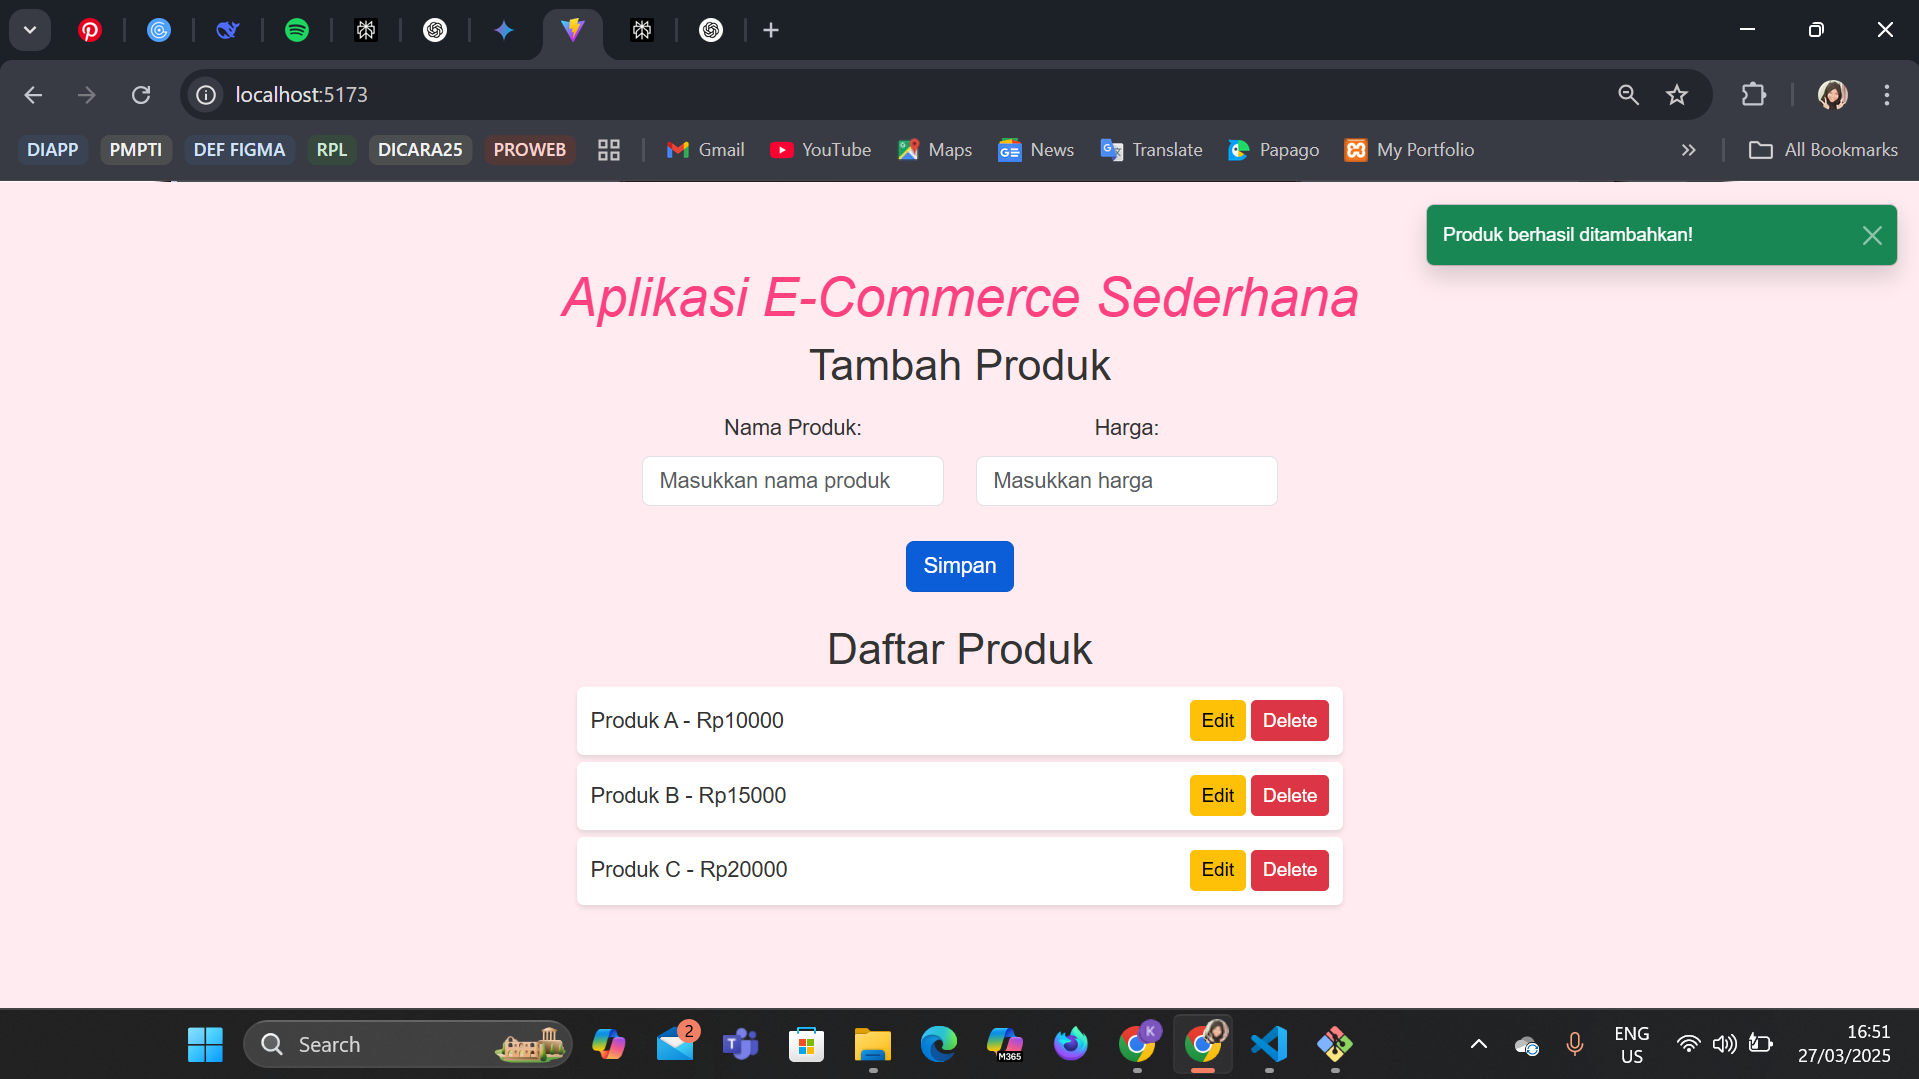 localhost:5173
DIAPP PMPTI DEF FIGMA RPL DICARA25 PROWEB Gmail YouTube Maps News Translate Papago My Portfolio All Bookmarks
Produk berhasil ditambahkan!
Aplikasi E-Commerce Sederhana
Tambah Produk
Nama Produk: Harga:
Masukkan nama produk Masukkan harga
Simpan
Daftar Produk
Produk A - Rp10000 Edit Delete
Produk B - Rp15000 Edit Delete
Produk C - Rp20000 Edit Delete
Search 2 T M365 K ENG 16:51
US 27/03/2025